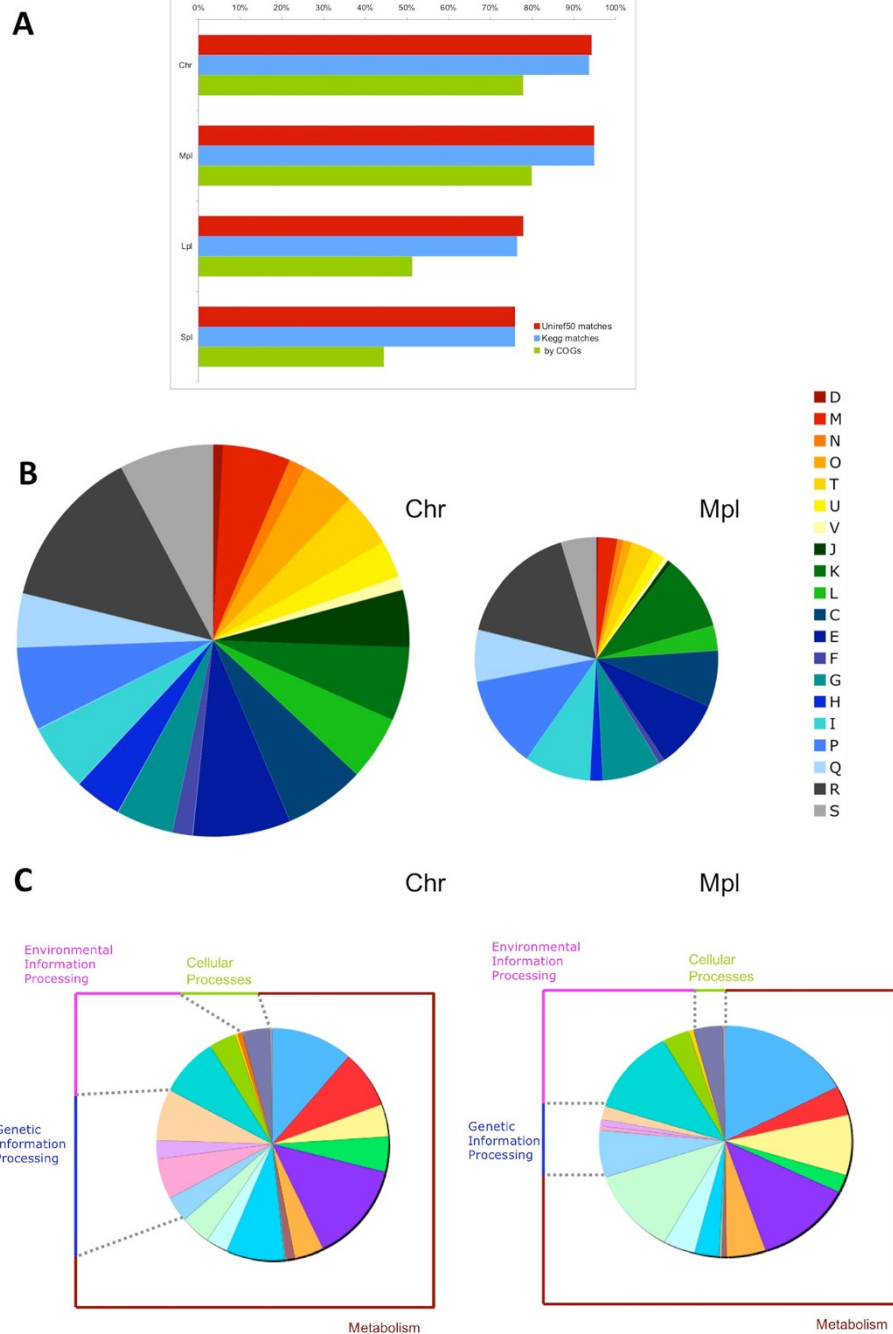 A
0% 10% 20% 30% 40% 50% 60% 70% 80% 90% 100%
Chr
Mpl
Lpl
Spl
Uniref50 matches
Kegg matches
by COGs
B
Chr
Mpl
D
M
N
O
T
U
V
J
K
L
C
E
F
G
H
I
P
Q
R
S
C
Chr
Mpl
Environmental
Information
Processing
Cellular
Processes
Genetic
Information
Processing
Metabolism
Environmental
Information
Processing
Cellular
Processes
Genetic
Information
Processing
Metabolism